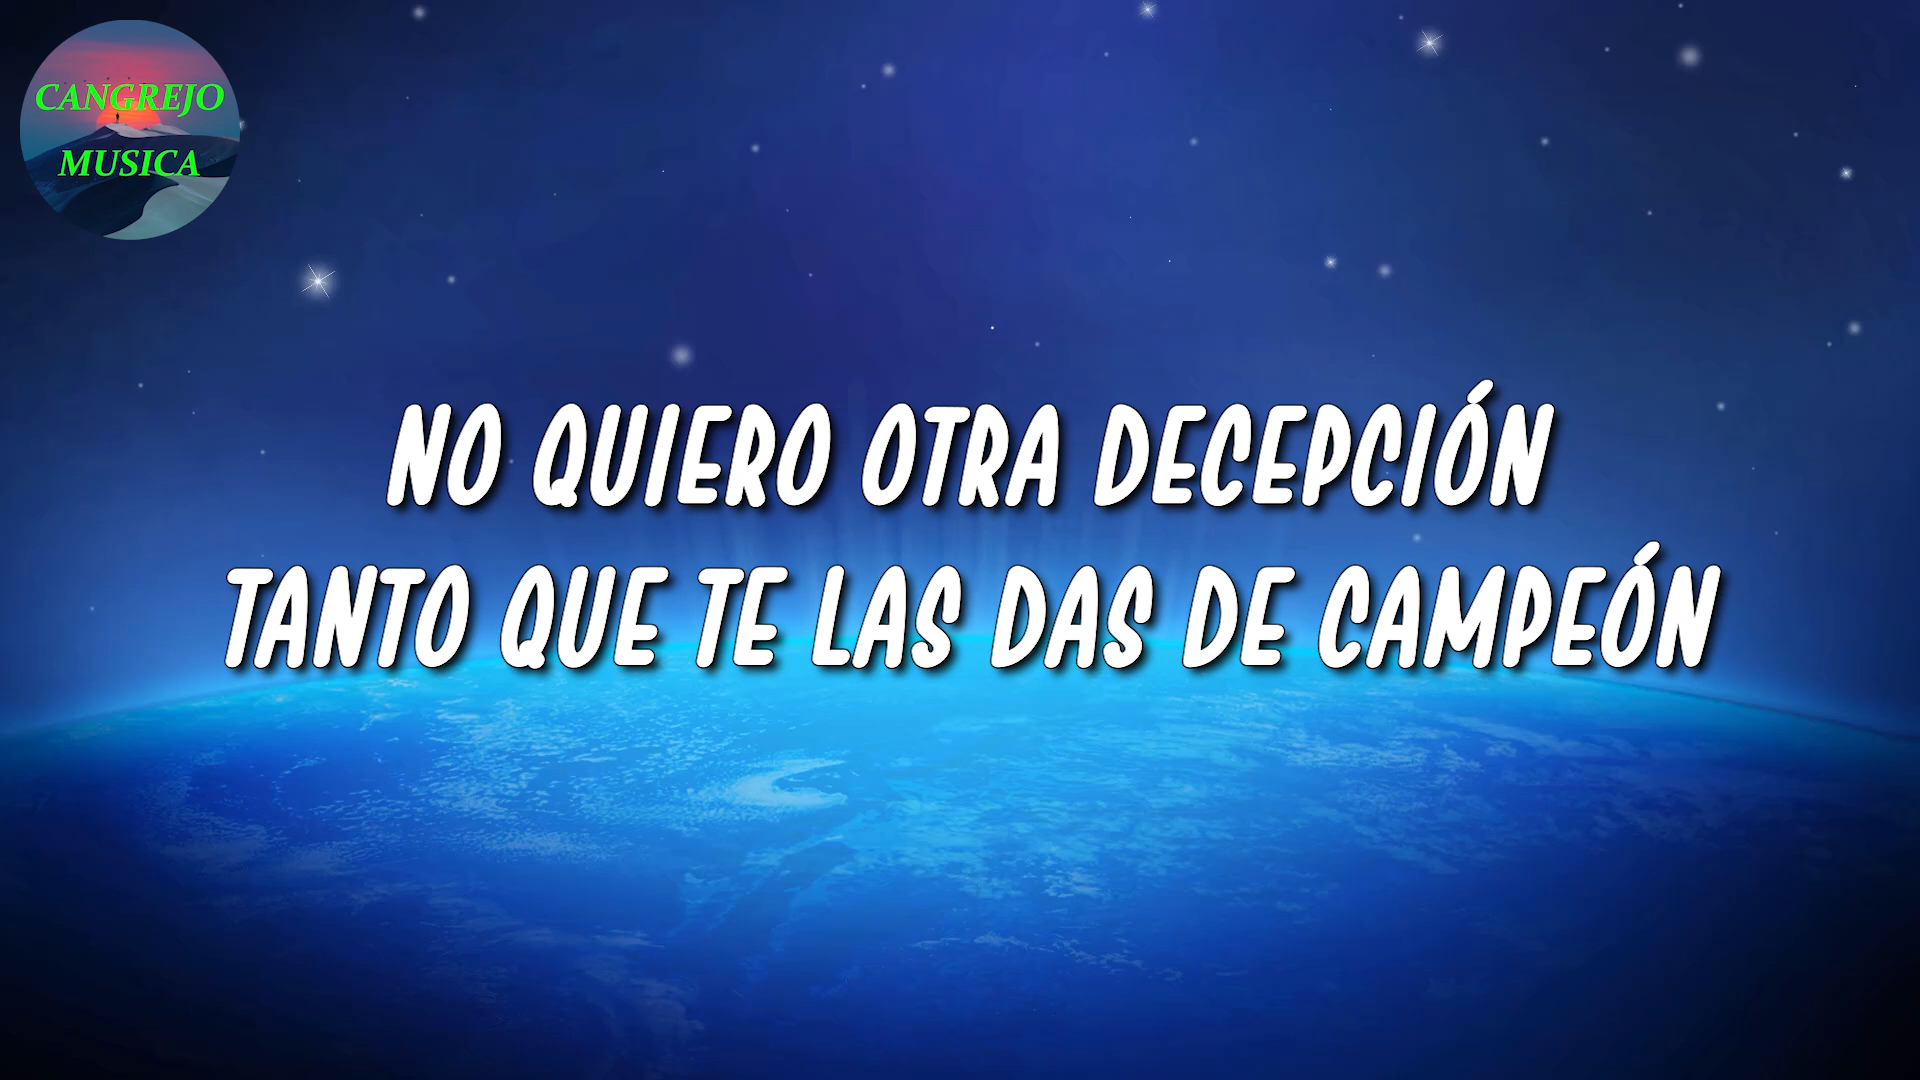 CANGREJO
MUSICA
NO QUIERO OTRA DECEPCIÓN
TANTO QUE TE LAS DAS DE CAMPEÓN